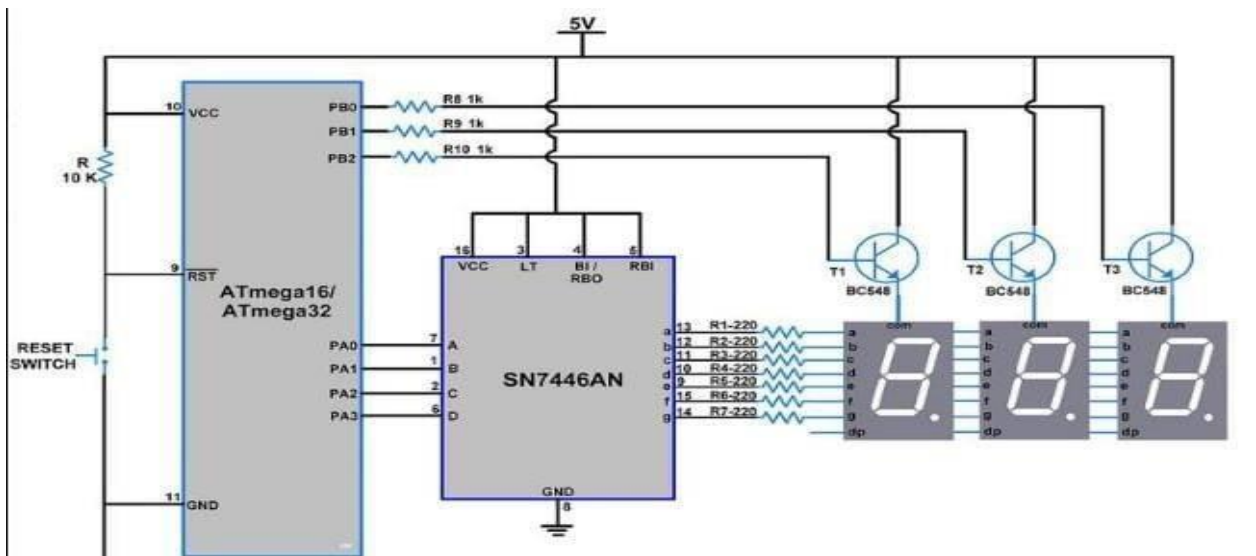 5V
10 VCC
PB0 R8 1k
PB1 R9 1k
PB2 R10 1k
R
10 K
9 RST
ATmega16/
ATmega32
16 3 4 5
VCC LT BI / RBI
RBO
T1 T2 T3
BC548 BC548 BC548
RESET
SWITCH
PA0 7 A
PA1 1 B
PA2 2 C
PA3 6 D
SN7446AN
a 13 R1-220
b 12 R2-220
c 11 R3-220
d 10 R4-220
e 9 R5-220
f 15 R6-220
g 14 R7-220
com com com
a a a
b b b
c c c
d d d
e e e
f f f
g g g
dp dp dp
11 GND
GND
8